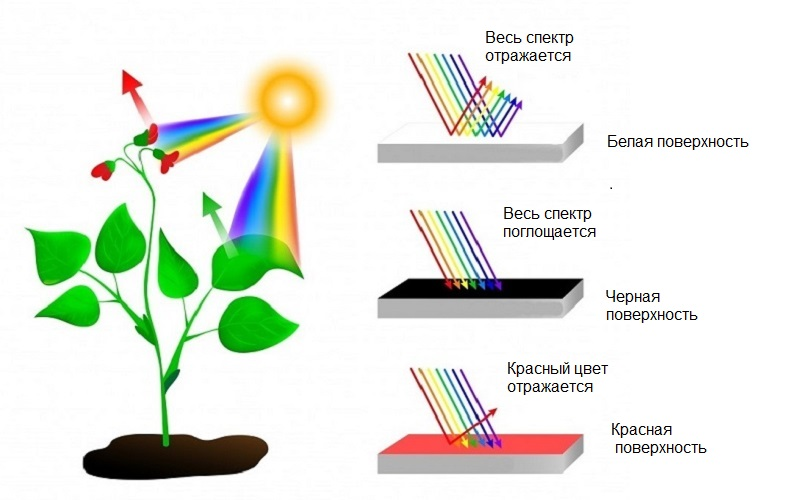 Весь спектр
отражается
Белая поверхность
.
Весь спектр
поглощается
Черная
поверхность
Красный цвет
отражается
Красная
поверхность